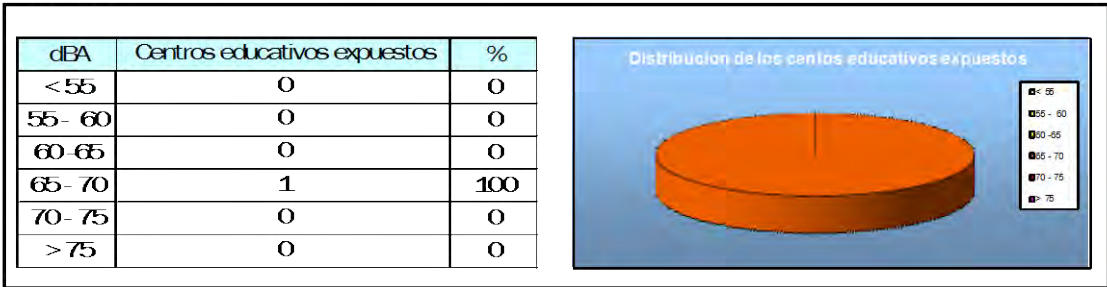 dBA Centros educativos expuestos %
< 55 0 0
55 - 60 0 0
60-65 0 0
65 - 70 1 100
70 - 75 0 0
> 75 0 0
Distribucion de los centos educativos expuestos
< 55
55 - 60
60 -65
65 - 70
70 - 75
> 75